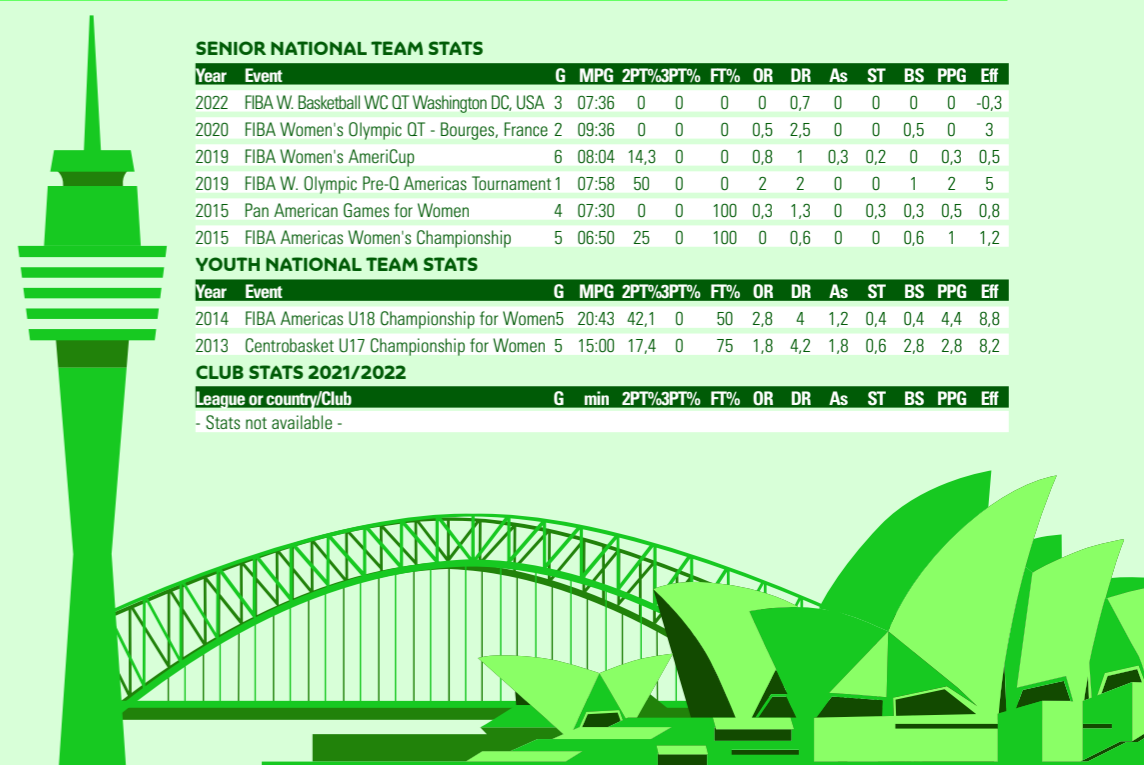 SENIOR NATIONAL TEAM STATS
Year Event G MPG 2PT% 3PT% FT% OR DR As ST BS PPG Eff
2022 FIBA W. Basketball WC QT Washington DC, USA 3 07:36 0 0 0 0 0,7 0 0 0 0 -0,3
2020 FIBA Women's Olympic QT - Bourges, France 2 09:36 0 0 0 0,5 2,5 0 0 0,5 0 3
2019 FIBA Women's AmeriCup 6 08:04 14,3 0 0 0,8 1 0,3 0,2 0 0,3 0,5
2019 FIBA W. Olympic Pre-Q Americas Tournament 1 07:58 50 0 0 2 2 0 0 1 2 5
2015 Pan American Games for Women 4 07:30 0 0 100 0,3 1,3 0 0,3 0,3 0,5 0,8
2015 FIBA Americas Women's Championship 5 06:50 25 0 100 0 0,6 0 0 0,6 1 1,2
YOUTH NATIONAL TEAM STATS
Year Event G MPG 2PT% 3PT% FT% OR DR As ST BS PPG Eff
2014 FIBA Americas U18 Championship for Women 5 20:43 42,1 0 50 2,8 4 1,2 0,4 0,4 4,4 8,8
2013 Centrobasket U17 Championship for Women 5 15:00 17,4 0 75 1,8 4,2 1,8 0,6 2,8 2,8 8,2
CLUB STATS 2021/2022
League or country/Club G min 2PT% 3PT% FT% OR DR As ST BS PPG Eff
- Stats not available -